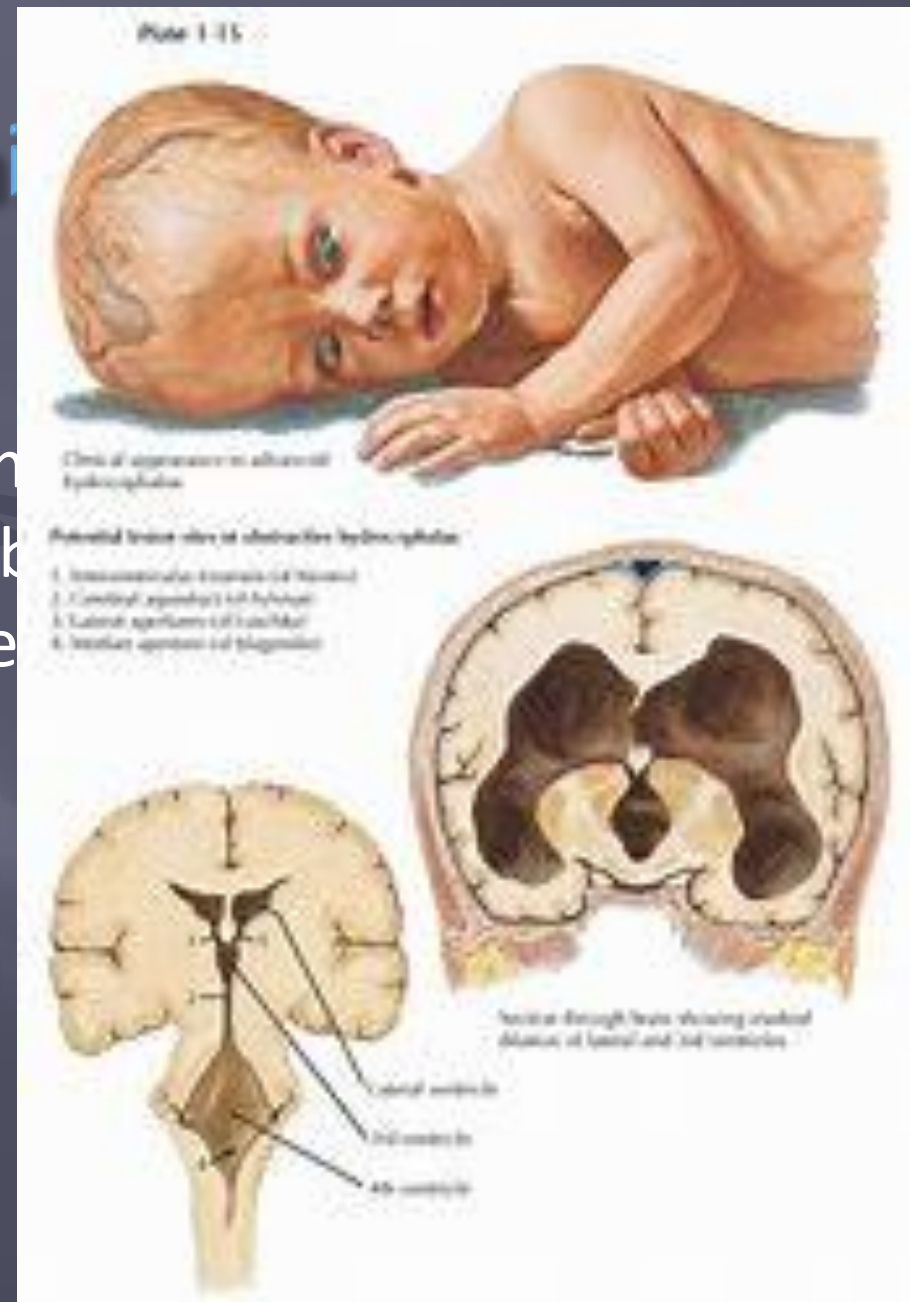 Plate 1-15
i
n
b
e
Clinical appearance in advanced
hydrocephalus
Potential lesion sites in obstructive hydrocephalus
1. Interventricular foramen (of Monro)
2. Cerebral aqueduct (of Sylvius)
3. Lateral apertures (of Luschka)
4. Median aperture (of Magendie)
Section through brain showing marked
dilation of lateral and 3rd ventricles
Lateral ventricle
3rd ventricle
4th ventricle